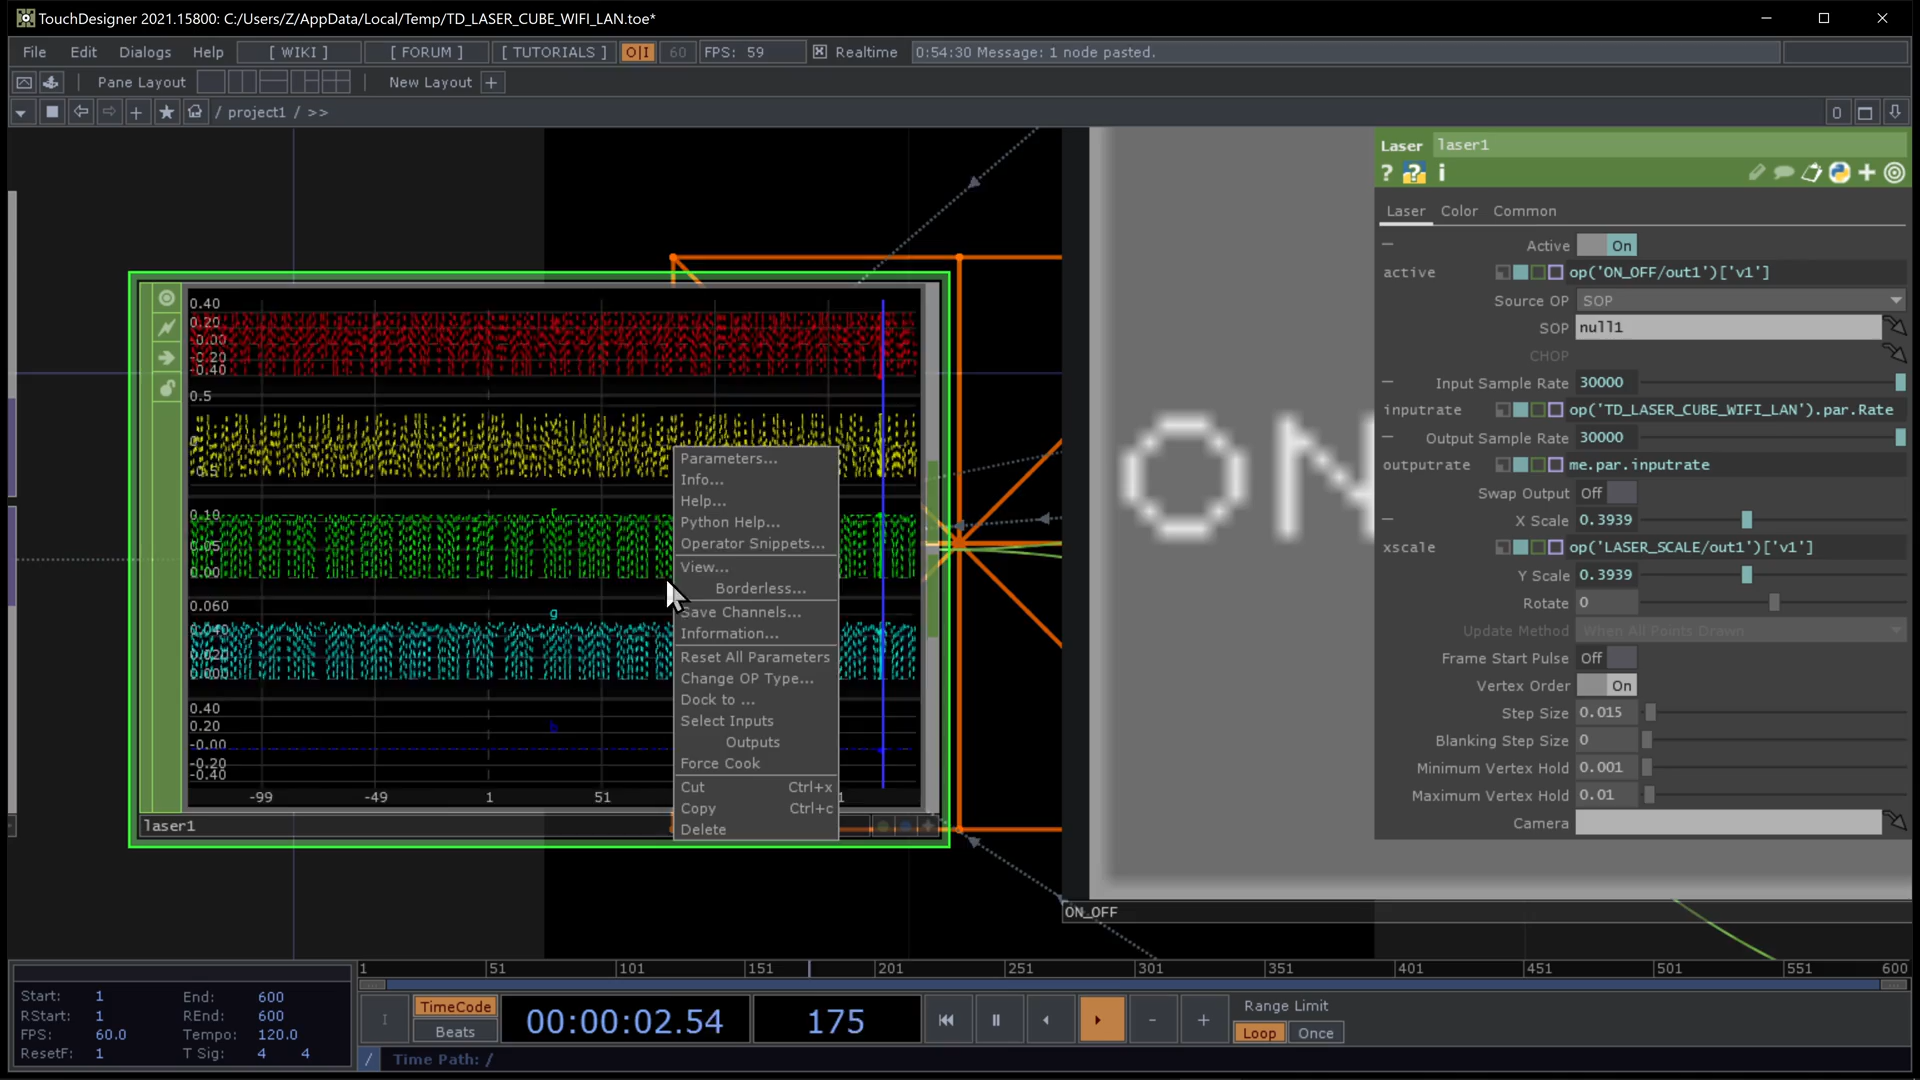 TouchDesigner 2021.15800: C:/Users/Z/AppData/Local/Temp/TD_LASER_CUBE_WIFI_LAN.toe*
File Edit Dialogs Help [ WIKI ] [ FORUM ] [ TUTORIALS ] O|I 60 FPS: 59 Realtime 0:54:30 Message: 1 node pasted.
Pane Layout New Layout +
/ project1 / >> 0
Laser laser1
? ? i
Laser Color Common
Active On
active op('ON_OFF/out1')['v1']
Source OP SOP
SOP null1
CHOP
Input Sample Rate 30000
inputrate op('TD_LASER_CUBE_WIFI_LAN').par.Rate
Output Sample Rate 30000
outputrate me.par.inputrate
Swap Output Off
X Scale 0.3939
xscale op('LASER_SCALE/out1')['v1']
Y Scale 0.3939
Rotate 0
Update Method When All Points Drawn
Frame Start Pulse Off
Vertex Order On
Step Size 0.015
Blanking Step Size 0
Minimum Vertex Hold 0.001
Maximum Vertex Hold 0.01
Camera
0.40
0.20
-0.20
-0.40
0.5
0.10
0.05
0.00
r
0.060
0.040
0.020
0.000
g
0.40
0.20
-0.00
-0.20
-0.40
b
-99 -49 1 51
laser1
Parameters...
Info...
Help...
Python Help...
Operator Snippets...
View...
Borderless...
Save Channels...
Information...
Reset All Parameters
Change OP Type...
Dock to ...
Select Inputs
Outputs
Force Cook
Cut Ctrl+x
Copy Ctrl+c
Delete
ON
ON_OFF
1 51 101 151 201 251 301 351 401 451 501 551 600
Start: 1 End: 600
RStart: 1 REnd: 600
FPS: 60.0 Tempo: 120.0
ResetF: 1 T Sig: 4 4
TimeCode
Beats
00:00:02.54
175
Range Limit
Loop Once
/ Time Path: /